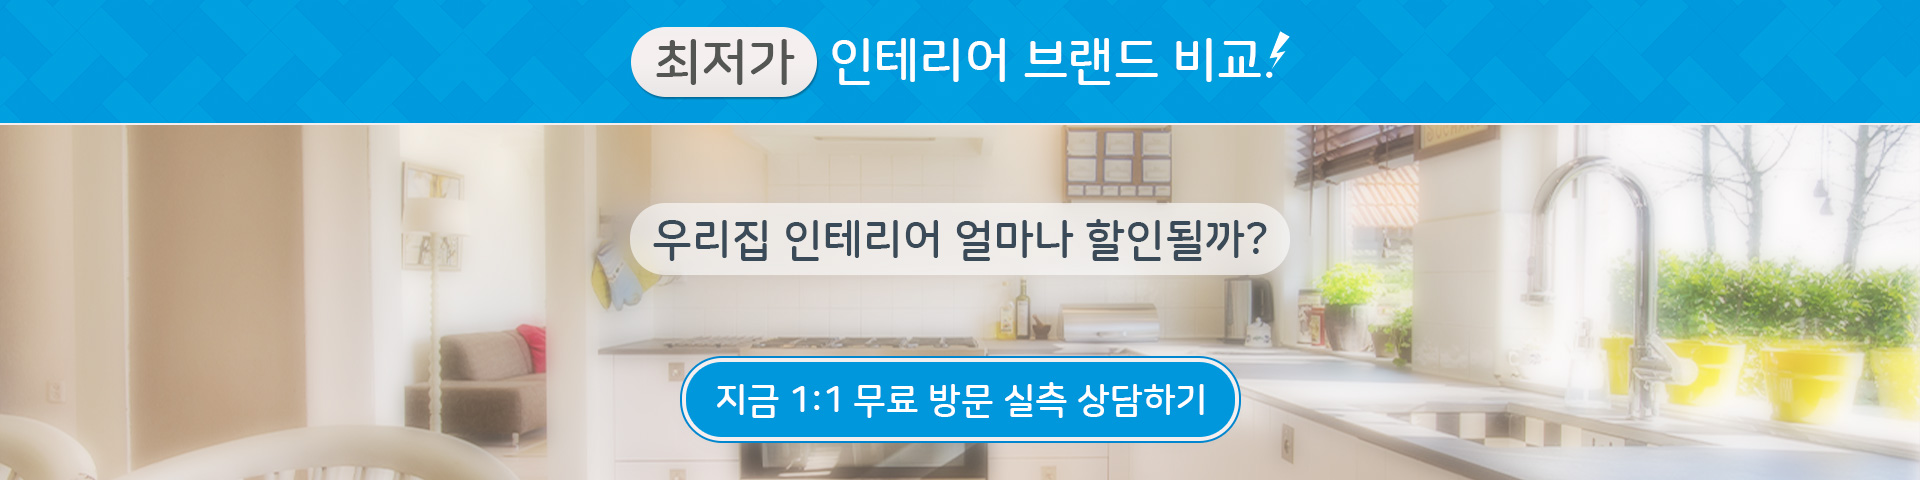 최저가 인테리어 브랜드 비교!
우리집 인테리어 얼마나 할인될까?
지금 1:1 무료 방문 실측 상담하기